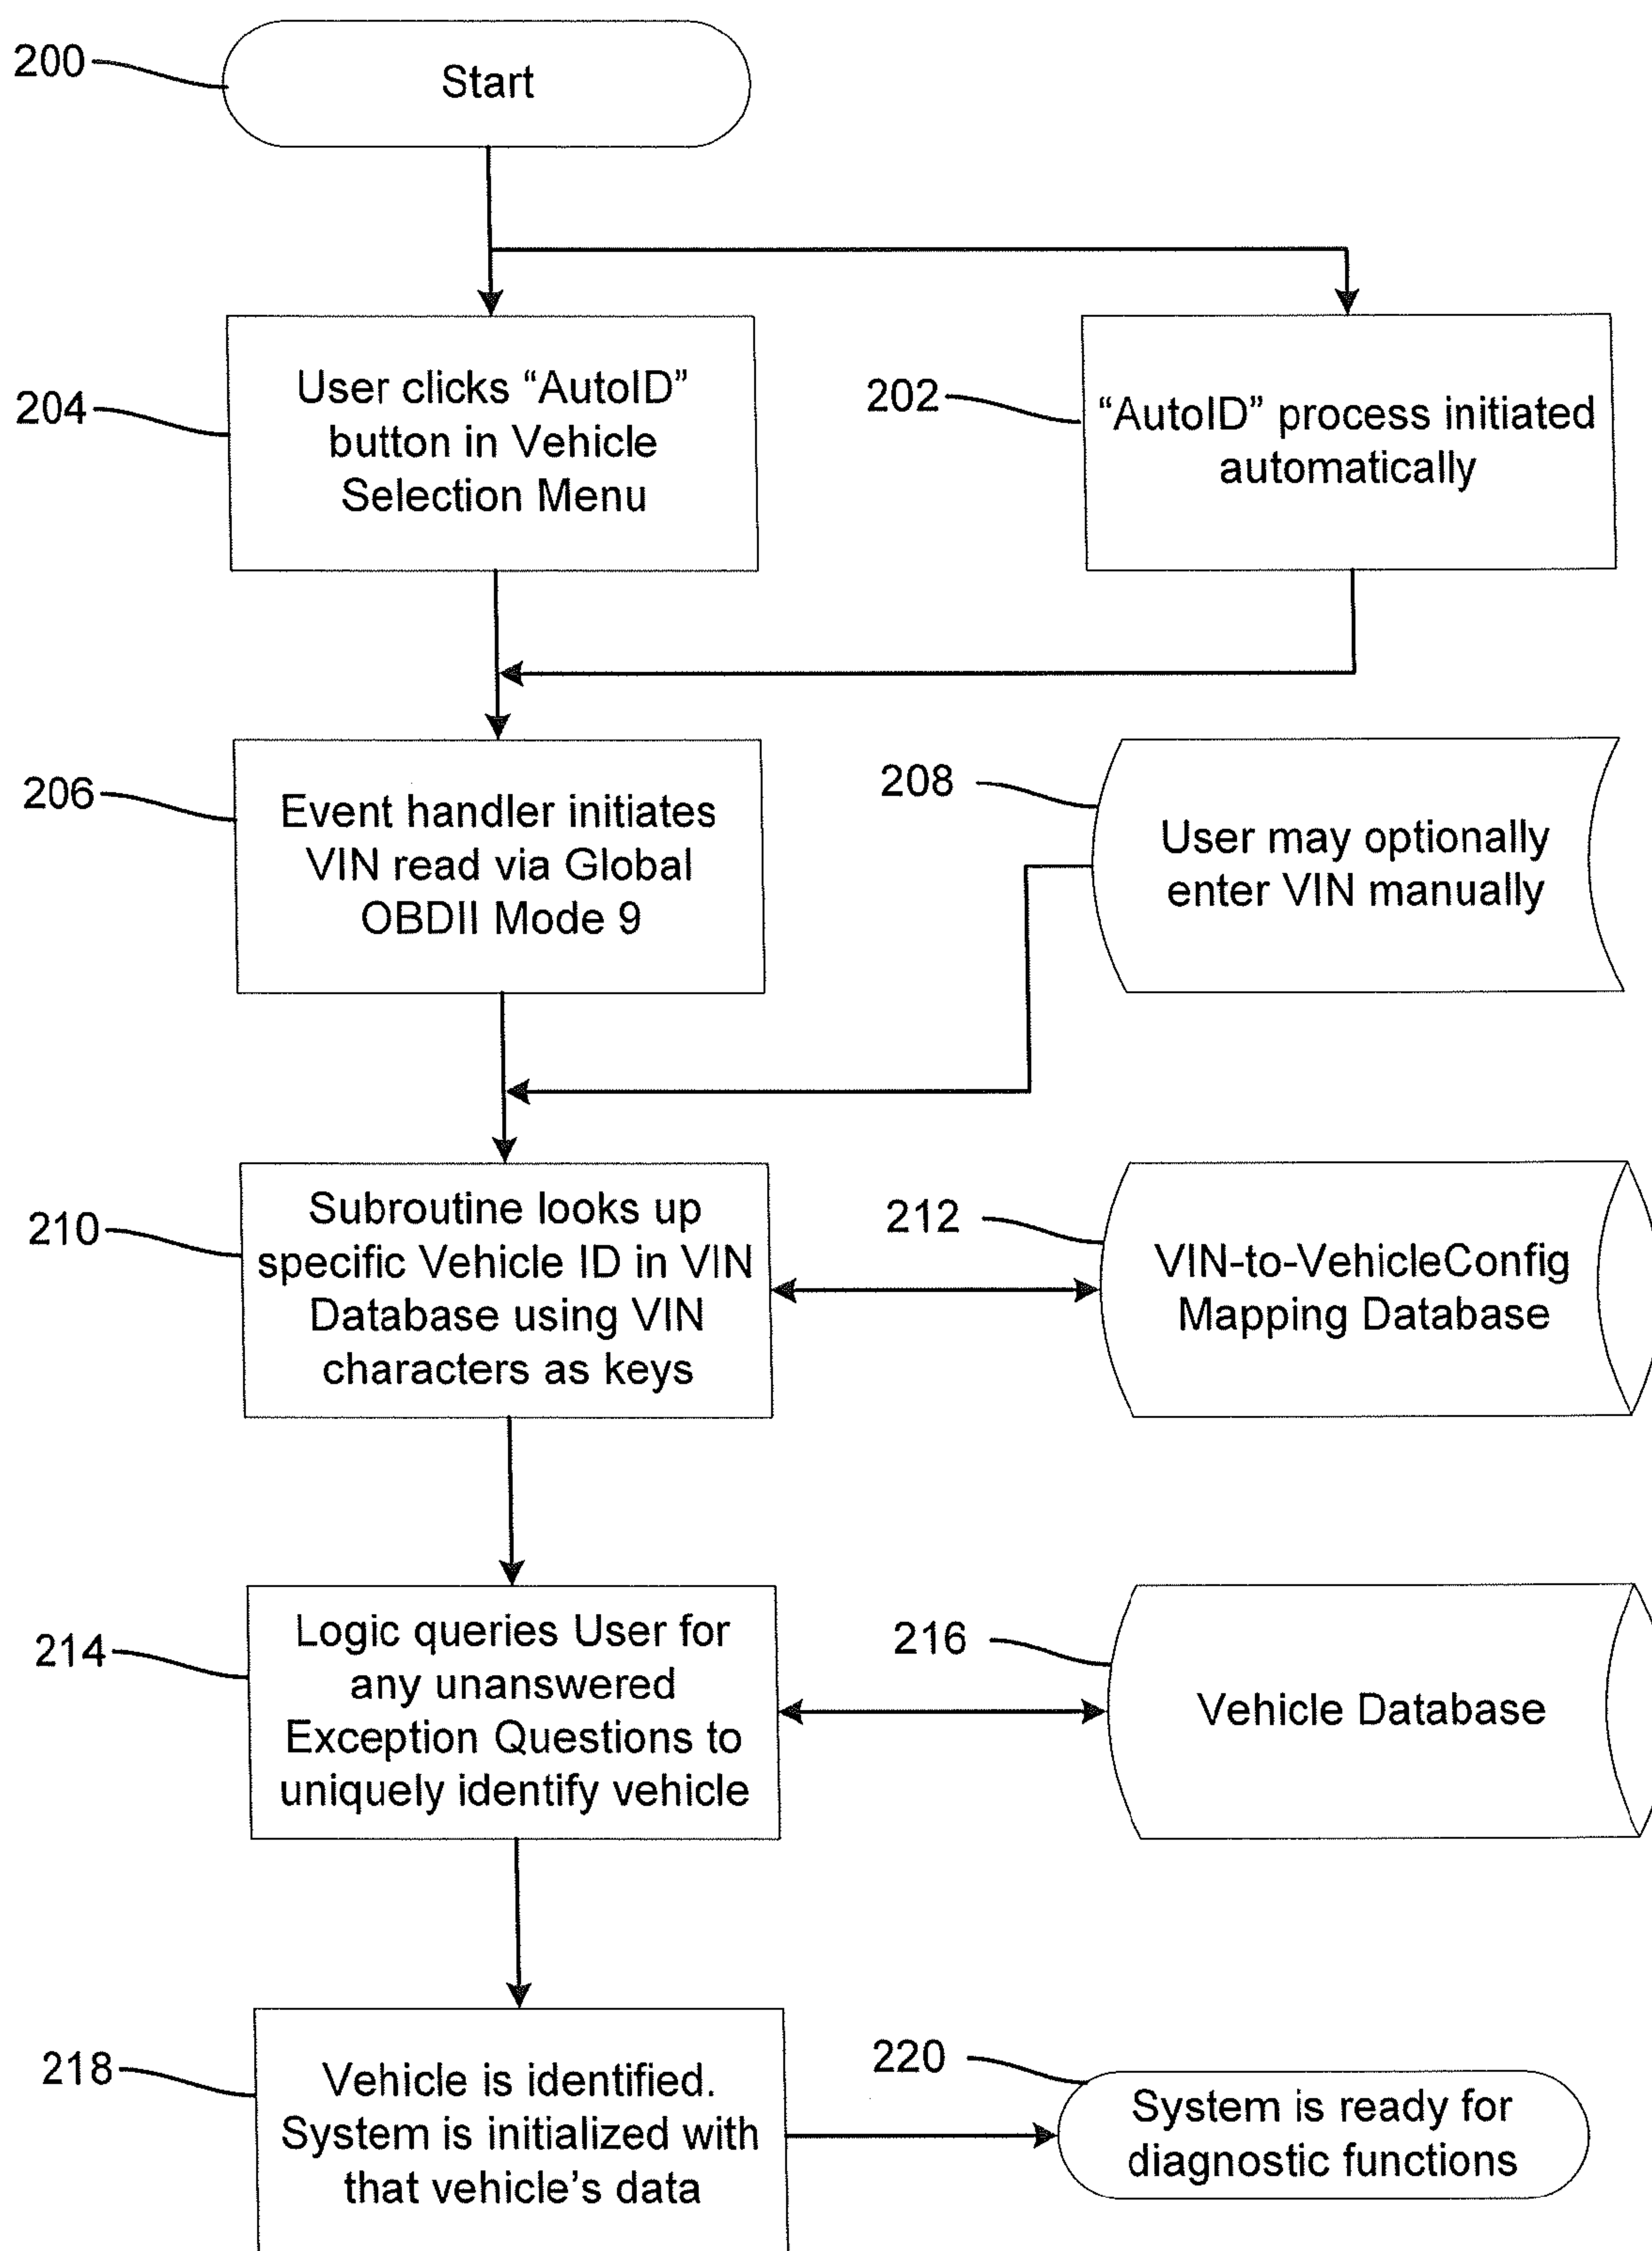 200
Start
204
User clicks “AutoID”
button in Vehicle
Selection Menu
202
“AutoID” process initiated
automatically
206
Event handler initiates
VIN read via Global
OBDII Mode 9
208
User may optionally
enter VIN manually
210
Subroutine looks up
specific Vehicle ID in VIN
Database using VIN
characters as keys
212
VIN-to-VehicleConfig
Mapping Database
214
Logic queries User for
any unanswered
Exception Questions to
uniquely identify vehicle
216
Vehicle Database
218
Vehicle is identified.
System is initialized with
that vehicle’s data
220
System is ready for
diagnostic functions